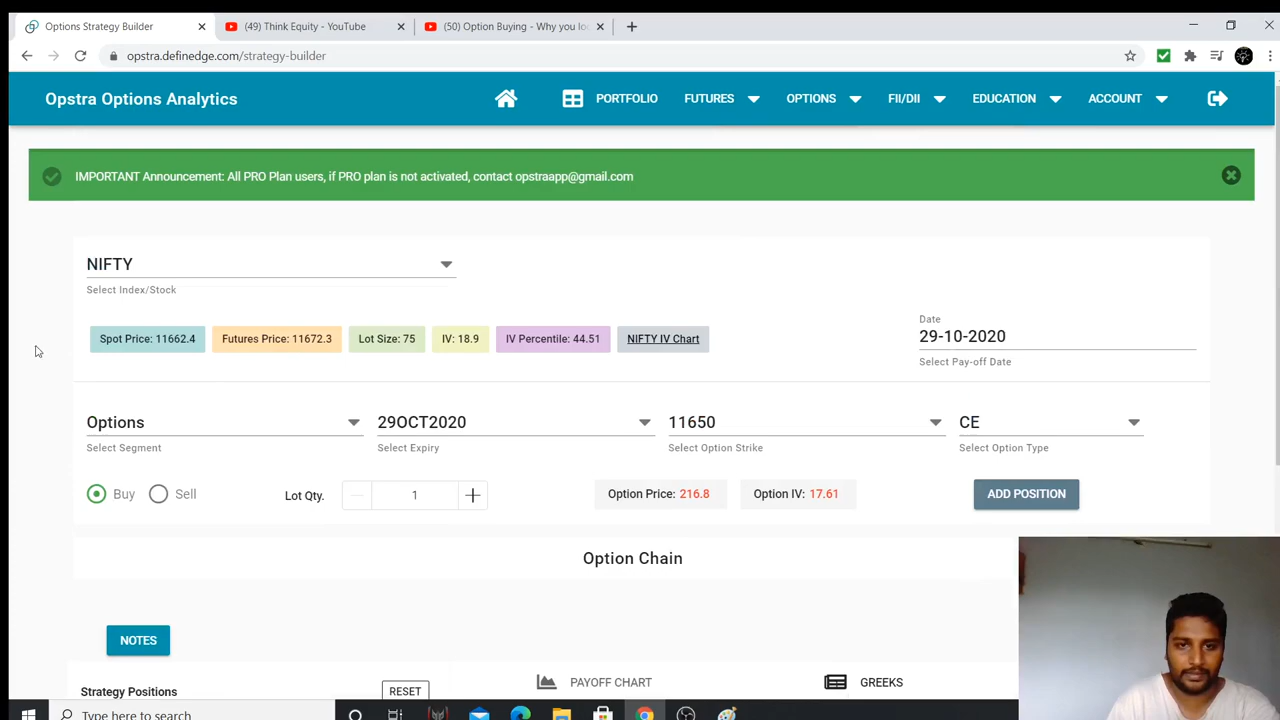 Options Strategy Builder
(49) Think Equity - YouTube
(50) Option Buying - Why you lo
opstra.definedge.com/strategy-builder
Opstra Options Analytics
PORTFOLIO
FUTURES
OPTIONS
FII/DII
EDUCATION
ACCOUNT
IMPORTANT Announcement: All PRO Plan users, if PRO plan is not activated, contact opstraapp@gmail.com
NIFTY
Select Index/Stock
Spot Price: 11662.4
Futures Price: 11672.3
Lot Size: 75
IV: 18.9
IV Percentile: 44.51
NIFTY IV Chart
Date
29-10-2020
Select Pay-off Date
Options
29OCT2020
11650
CE
Select Segment
Select Expiry
Select Option Strike
Select Option Type
Buy
Sell
Lot Qty.
1
Option Price: 216.8
Option IV: 17.61
ADD POSITION
Option Chain
NOTES
Strategy Positions
RESET
PAYOFF CHART
GREEKS
Type here to search